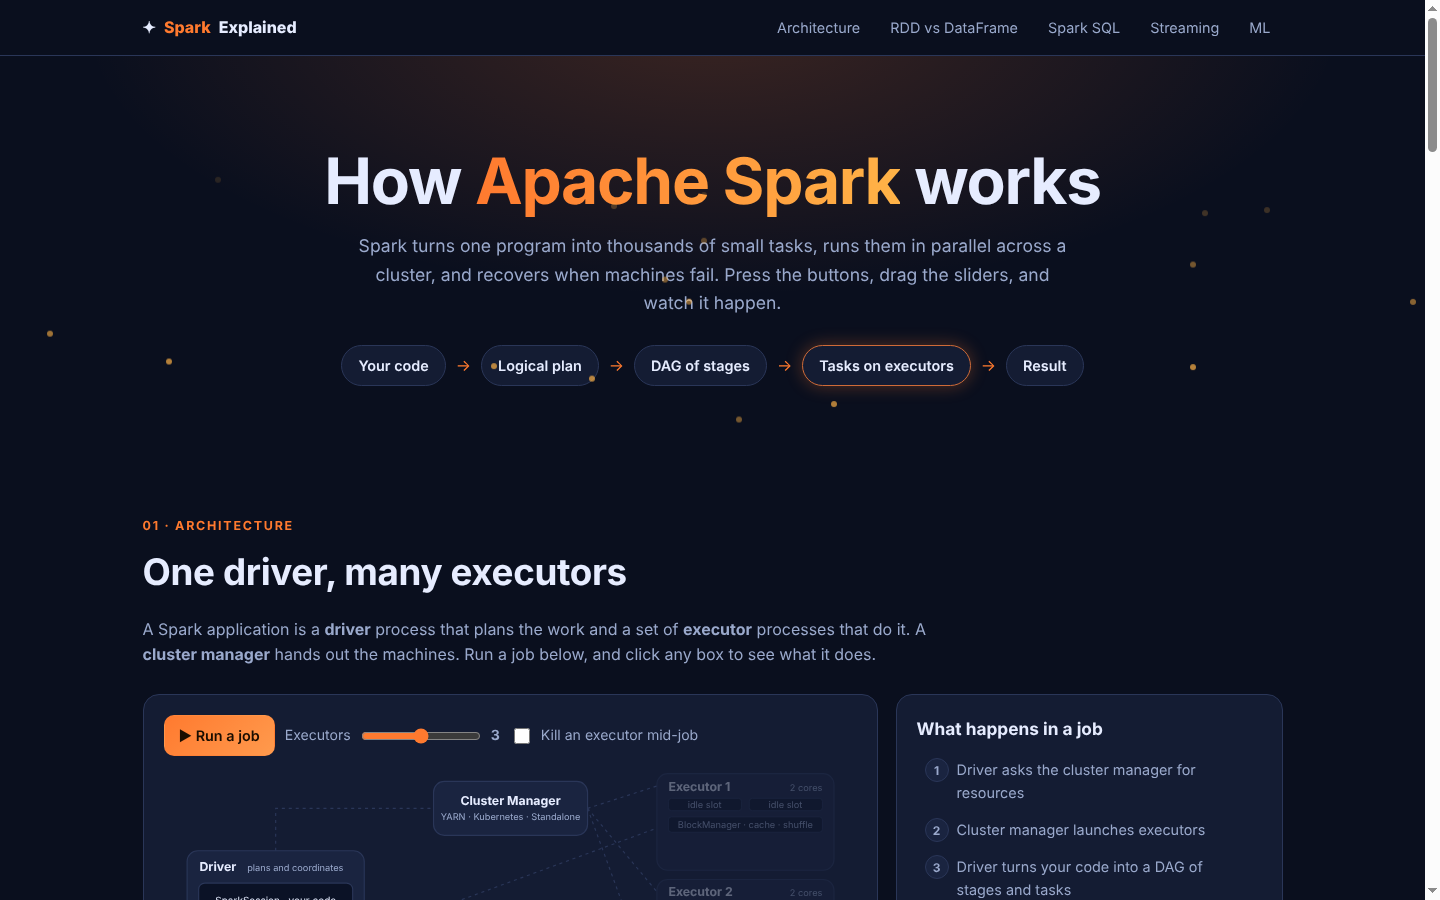 ✦ Spark Explained
Architecture RDD vs DataFrame Spark SQL Streaming ML
How Apache Spark works
Spark turns one program into thousands of small tasks, runs them in parallel across a
cluster, and recovers when machines fail. Press the buttons, drag the sliders, and
watch it happen.
Your code → Logical plan → DAG of stages → Tasks on executors → Result
01 · ARCHITECTURE
One driver, many executors
A Spark application is a driver process that plans the work and a set of executor processes that do it. A
cluster manager hands out the machines. Run a job below, and click any box to see what it does.
▶ Run a job Executors 3 Kill an executor mid-job
Cluster Manager
YARN · Kubernetes · Standalone
Executor 1 2 cores
idle slot idle slot
BlockManager · cache · shuffle
Driver plans and coordinates
SparkSession · your code
Executor 2 2 cores
What happens in a job
1 Driver asks the cluster manager for
resources
2 Cluster manager launches executors
3 Driver turns your code into a DAG of
stages and tasks